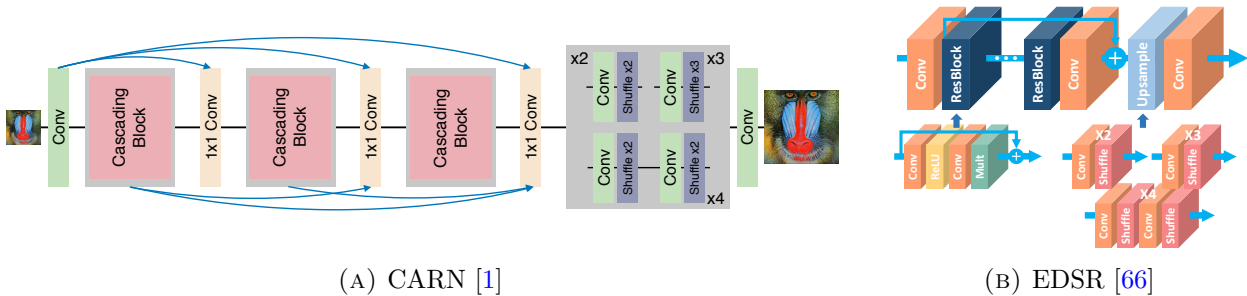 Conv
Cascading
Block
1x1 Conv
Cascading
Block
1x1 Conv
Cascading
Block
1x1 Conv
x2
Conv
Shuffle x2
Conv
Shuffle x3
x3
Conv
Shuffle x2
Conv
Shuffle x2
x4
Conv
(A) CARN [1]
Conv
ResBlock
ResBlock
Conv
Upsample
Conv
Conv
ReLU
Conv
Mult
X2
Conv
Shuffle
X3
Conv
Shuffle
X4
Conv
Shuffle
Conv
Shuffle
(B) EDSR [66]